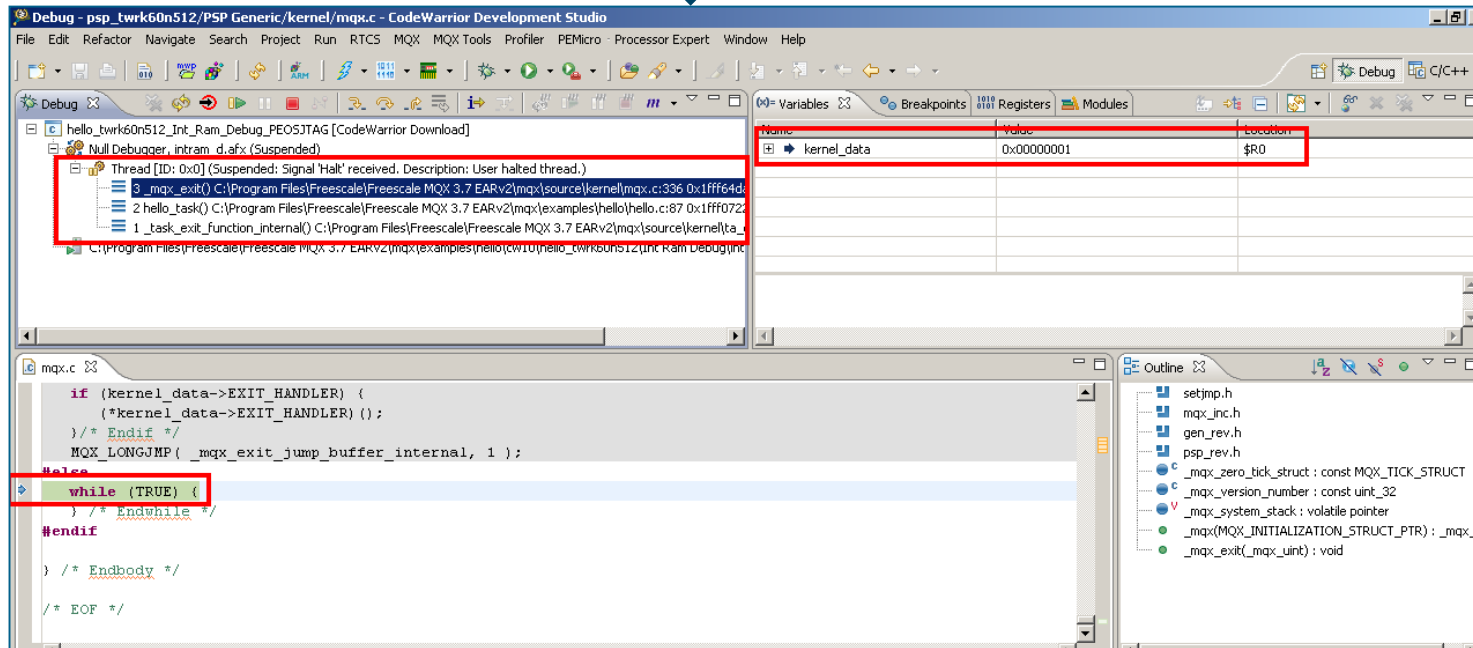 Debug - psp_twrk60n512/PSP Generic/kernel/mqx.c - CodeWarrior Development Studio
File Edit Refactor Navigate Search Project Run RTCS MQX MQX Tools Profiler PEMicro Processor Expert Window Help
Debug C/C++
Debug
hello_twrk60n512_Int_Ram_Debug_PEOSJTAG [CodeWarrior Download]
Null Debugger, intram_d.afx (Suspended)
Thread [ID: 0x0] (Suspended: Signal 'Halt' received. Description: User halted thread.)
3 _mqx_exit() C:\Program Files\Freescale\Freescale MQX 3.7 EARv2\mqx\source\kernel\mqx.c:336 0x1fff64da
2 hello_task() C:\Program Files\Freescale\Freescale MQX 3.7 EARv2\mqx\examples\hello\hello.c:87 0x1fff0722
1 _task_exit_function_internal() C:\Program Files\Freescale\Freescale MQX 3.7 EARv2\mqx\source\kernel\ta_
C:\Program Files\Freescale\Freescale MQX 3.7 EARv2\mqx\examples\hello\cw10\hello_twrk60n512\Int Ram Debug\int
(x)= Variables Breakpoints Registers Modules
Name Value Location
kernel_data 0x00000001 $R0
mqx.c
if (kernel_data->EXIT_HANDLER) {
(*kernel_data->EXIT_HANDLER)();
}/* Endif */
MQX_LONGJMP( _mqx_exit_jump_buffer_internal, 1 );
#else
while (TRUE) {
} /* Endwhile */
#endif
} /* Endbody */
/* EOF */
Outline
setjmp.h
mqx_inc.h
gen_rev.h
psp_rev.h
_mqx_zero_tick_struct : const MQX_TICK_STRUCT
_mqx_version_number : const uint_32
_mqx_system_stack : volatile pointer
_mqx(MQX_INITIALIZATION_STRUCT_PTR) : _mqx_
_mqx_exit(_mqx_uint) : void